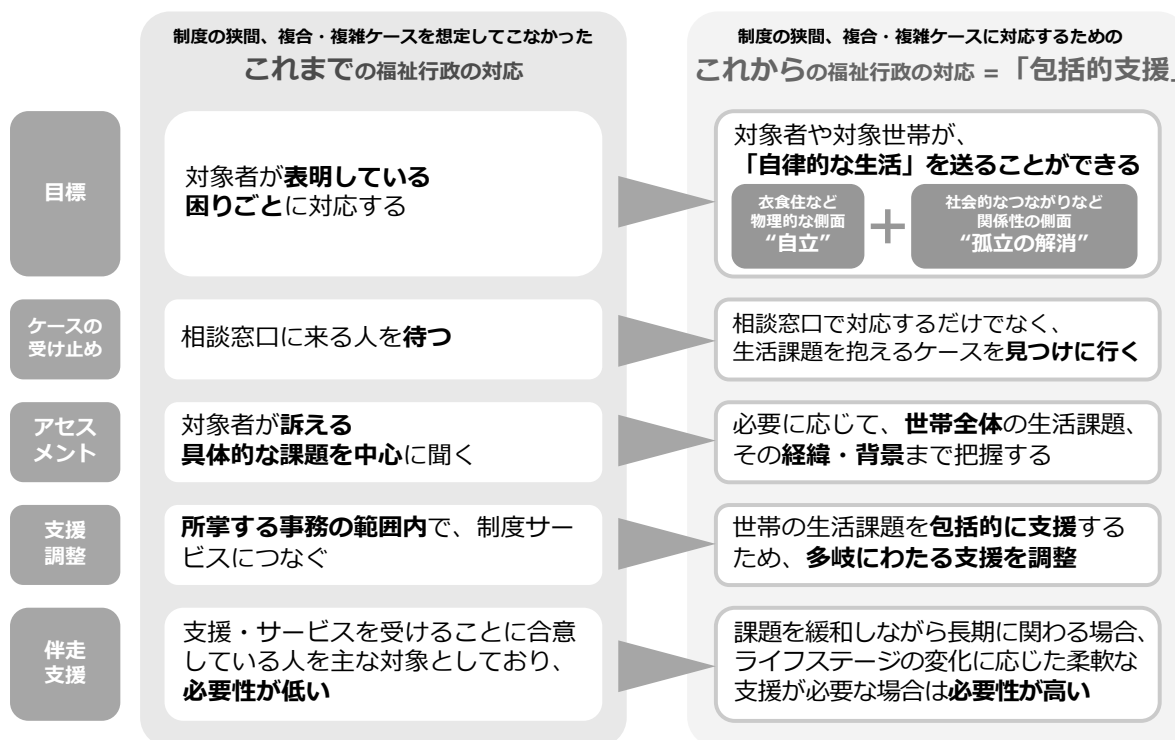 制度の狭間、複合・複雑ケースを想定してこなかった
これまでの福祉行政の対応
制度の狭間、複合・複雑ケースに対応するための
これからの福祉行政の対応 = 「包括的支援」
目標
対象者が表明している
困りごとに対応する
対象者や対象世帯が、
「自律的な生活」を送ることができる
衣食住など
物理的な側面
“自立”
+
社会的なつながりなど
関係性の側面
“孤立の解消”
ケースの
受け止め
相談窓口に来る人を待つ
相談窓口で対応するだけでなく、
生活課題を抱えるケースを見つけに行く
アセス
メント
対象者が訴える
具体的な課題を中心に聞く
必要に応じて、世帯全体の生活課題、
その経緯・背景まで把握する
支援
調整
所掌する事務の範囲内で、制度サー
ビスにつなぐ
世帯の生活課題を包括的に支援する
ため、多岐にわたる支援を調整
伴走
支援
支援・サービスを受けることに合意
している人を主な対象としており、
必要性が低い
課題を緩和しながら長期に関わる場合、
ライフステージの変化に応じた柔軟な
支援が必要な場合は必要性が高い